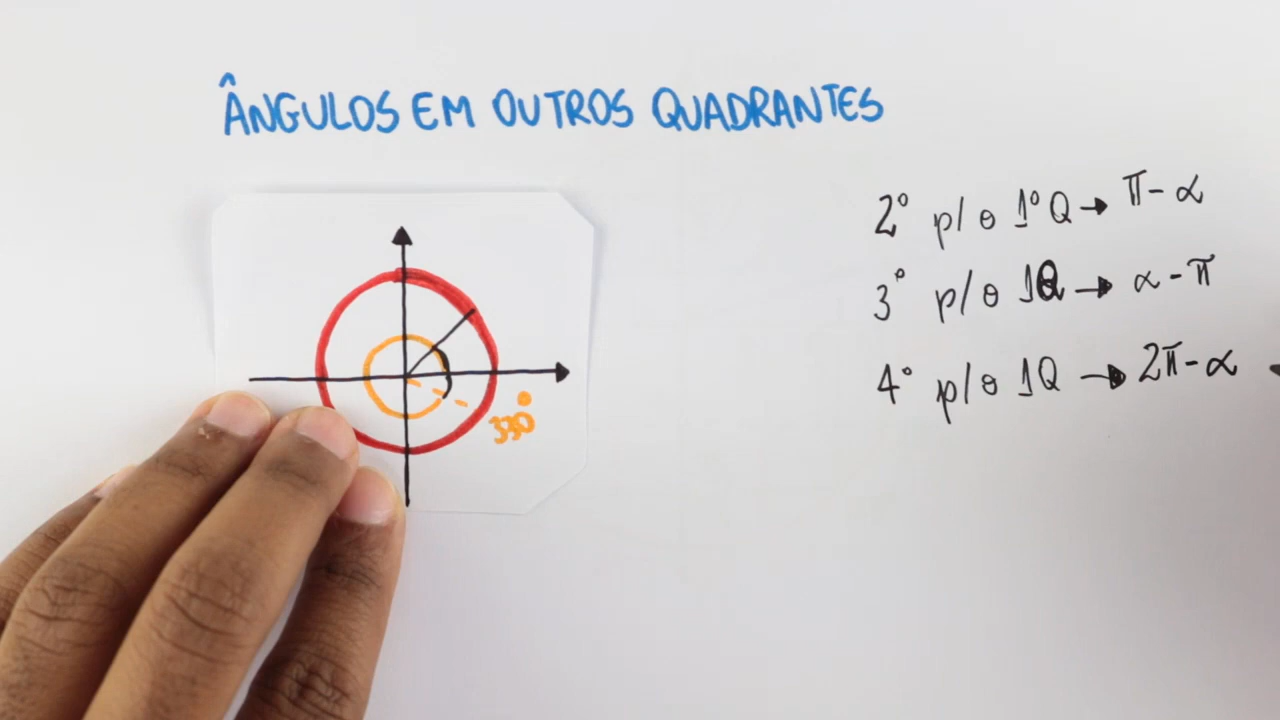 ÂNGULOS EM OUTROS QUADRANTES
2° p/ o 1° Q → π - α
3° p/ o 1Q → α - π
4° p/ o 1Q → 2π - α
330°